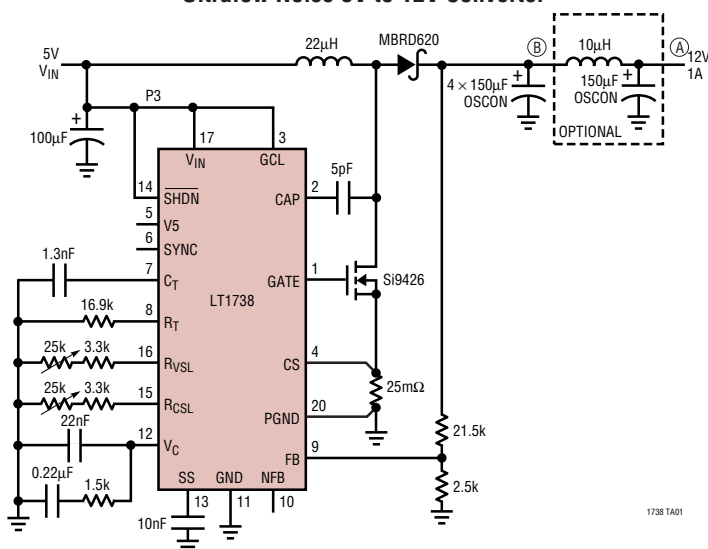 Ultralow Noise 5V to 12V Converter
5V
VIN
22µH
MBRD620
B
10µH
A
12V
1A
4 × 150µF
OSCON
150µF
OSCON
OPTIONAL
+
+
+
100µF
P3
17
3
VIN
GCL
14
SHDN
CAP
2
5pF
5
V5
6
SYNC
1.3nF
7
CT
GATE
1
Si9426
LT1738
16.9k
8
RT
25k
3.3k
16
RVSL
CS
4
25mΩ
25k
3.3k
15
RCSL
PGND
20
22nF
12
VC
FB
9
21.5k
0.22µF
1.5k
2.5k
SS
GND
NFB
13
11
10
10nF
1738 TA01